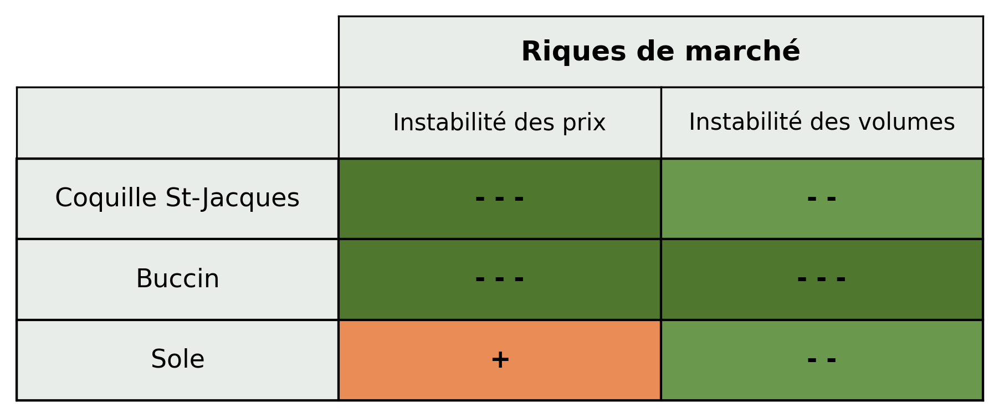 Riques de marché
Instabilité des prix Instabilité des volumes
Coquille St-Jacques - - - - -
Buccin - - - - - -
Sole + - -